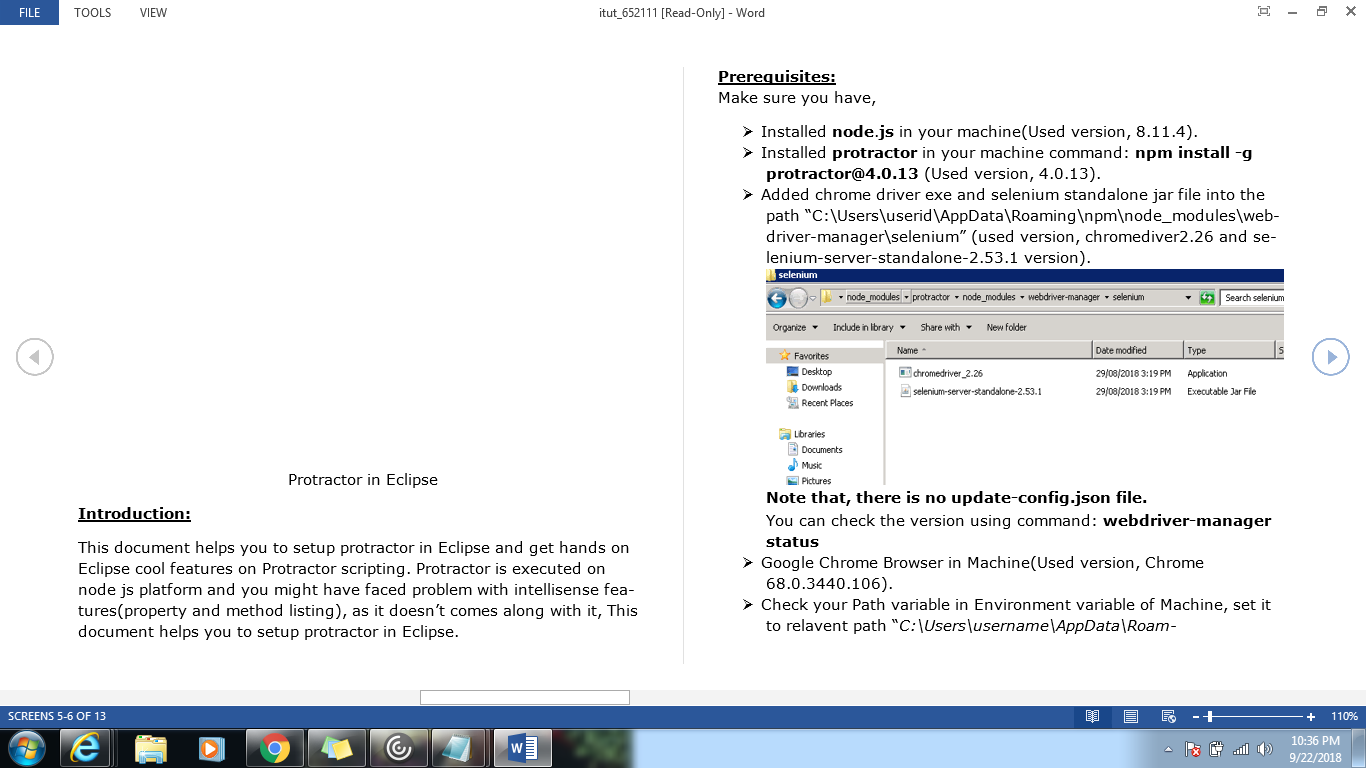 FILE TOOLS VIEW
itut_652111 [Read-Only] - Word
Protractor in Eclipse
Introduction:
This document helps you to setup protractor in Eclipse and get hands on
Eclipse cool features on Protractor scripting. Protractor is executed on
node js platform and you might have faced problem with intellisense fea-
tures(property and method listing), as it doesn’t comes along with it, This
document helps you to setup protractor in Eclipse.
Prerequisites:
Make sure you have,
➢ Installed node.js in your machine(Used version, 8.11.4).
➢ Installed protractor in your machine command: npm install -g
protractor@4.0.13 (Used version, 4.0.13).
➢ Added chrome driver exe and selenium standalone jar file into the
path “C:\Users\userid\AppData\Roaming\npm\node_modules\web-
driver-manager\selenium” (used version, chromediver2.26 and se-
lenium-server-standalone-2.53.1 version).
selenium
node_modules protractor node_modules webdriver-manager selenium Search selenium
Organize Include in library Share with New folder
Favorites
Desktop
Downloads
Recent Places
Libraries
Documents
Music
Pictures
Name Date modified Type S
chromedriver_2.26 29/08/2018 3:19 PM Application
selenium-server-standalone-2.53.1 29/08/2018 3:19 PM Executable Jar File
Note that, there is no update-config.json file.
You can check the version using command: webdriver-manager
status
➢ Google Chrome Browser in Machine(Used version, Chrome
68.0.3440.106).
➢ Check your Path variable in Environment variable of Machine, set it
to relavent path “C:\Users\username\AppData\Roam-
SCREENS 5-6 OF 13
110%
10:36 PM
9/22/2018